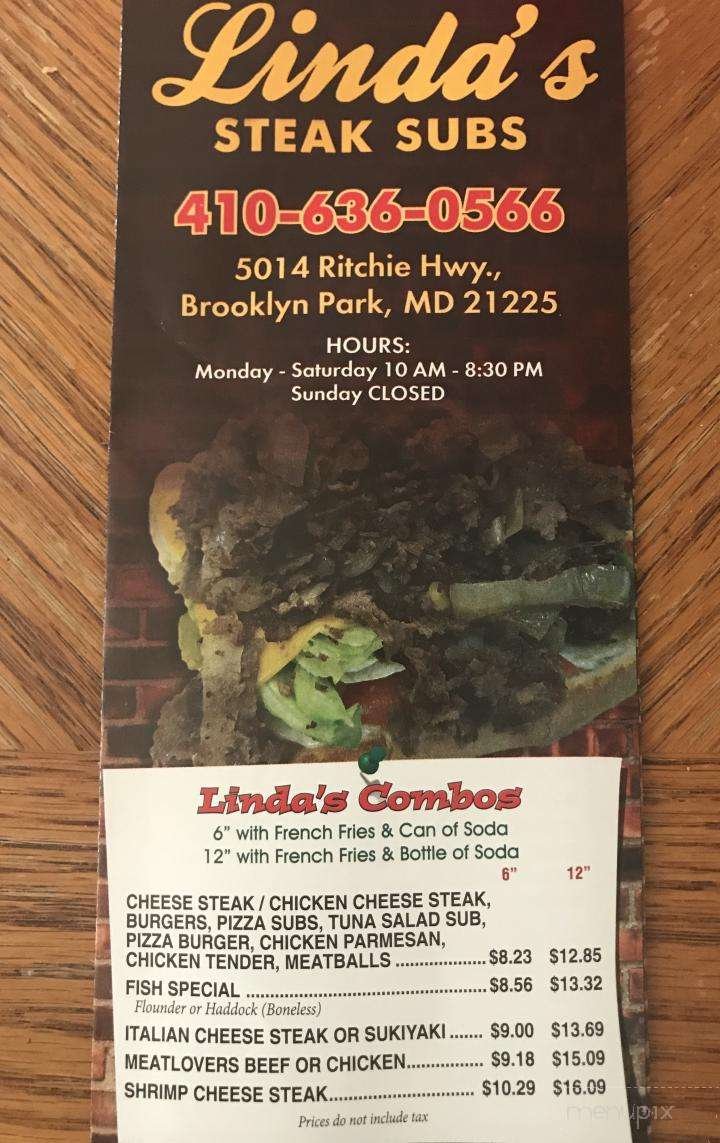 Linda's
STEAK SUBS
410-636-0566
5014 Ritchie Hwy.,
Brooklyn Park, MD 21225
HOURS:
Monday - Saturday 10 AM - 8:30 PM
Sunday CLOSED
Linda's Combos
6" with French Fries & Can of Soda
12" with French Fries & Bottle of Soda
6" 12"
CHEESE STEAK / CHICKEN CHEESE STEAK,
BURGERS, PIZZA SUBS, TUNA SALAD SUB,
PIZZA BURGER, CHICKEN PARMESAN,
CHICKEN TENDER, MEATBALLS ................... $8.23 $12.85
FISH SPECIAL ................................................ $8.56 $13.32
Flounder or Haddock (Boneless)
ITALIAN CHEESE STEAK OR SUKIYAKI ....... $9.00 $13.69
MEATLOVERS BEEF OR CHICKEN................ $9.18 $15.09
SHRIMP CHEESE STEAK.............................. $10.29 $16.09
Prices do not include tax
menupix